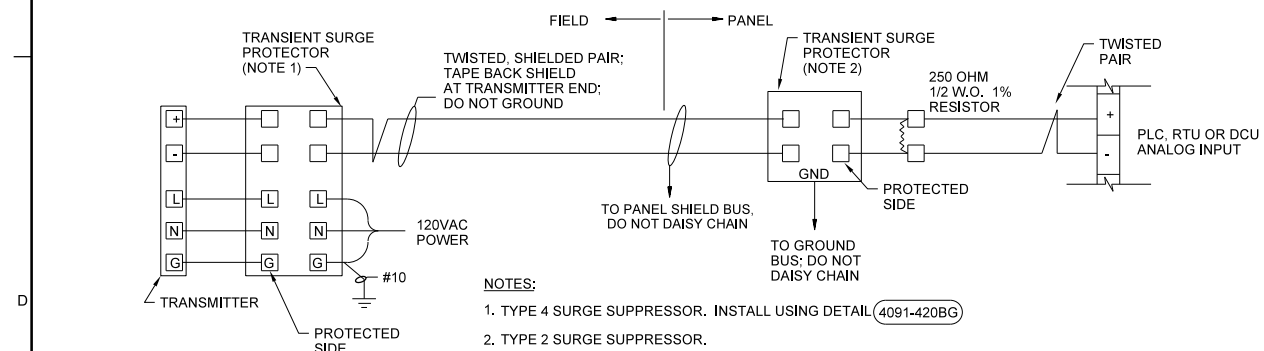 FIELD
PANEL
TRANSIENT SURGE
PROTECTOR
(NOTE 1)
TWISTED, SHIELDED PAIR;
TAPE BACK SHIELD
AT TRANSMITTER END;
DO NOT GROUND
TRANSIENT SURGE
PROTECTOR
(NOTE 2)
250 OHM
1/2 W.O. 1%
RESISTOR
TWISTED
PAIR
+
-
L
N
G
L
N
G
L
N
G
120VAC
POWER
#10
TRANSMITTER
PROTECTED
SIDE
TO PANEL SHIELD BUS,
DO NOT DAISY CHAIN
GND
PROTECTED
SIDE
TO GROUND
BUS; DO NOT
DAISY CHAIN
+
-
PLC, RTU OR DCU
ANALOG INPUT
D
NOTES:
1. TYPE 4 SURGE SUPPRESSOR. INSTALL USING DETAIL 4091-420BG
2. TYPE 2 SURGE SUPPRESSOR.